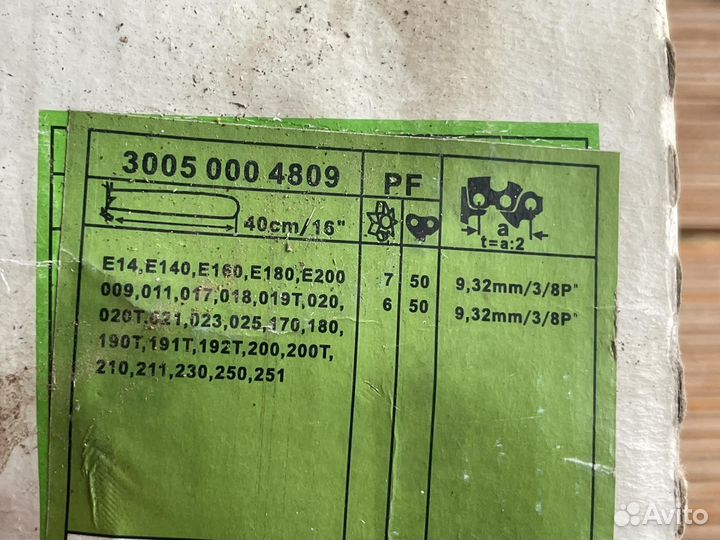 3005 000 4809
PF
40cm/16"
a
t=a:2
E14,E140,E160,E180,E200 7 50 9,32mm/3/8P"
009,011,017,018,019T,020, 6 50 9,32mm/3/8P"
020T,021,023,025,170,180,
190T,191T,192T,200,200T,
210,211,230,250,251
Avito